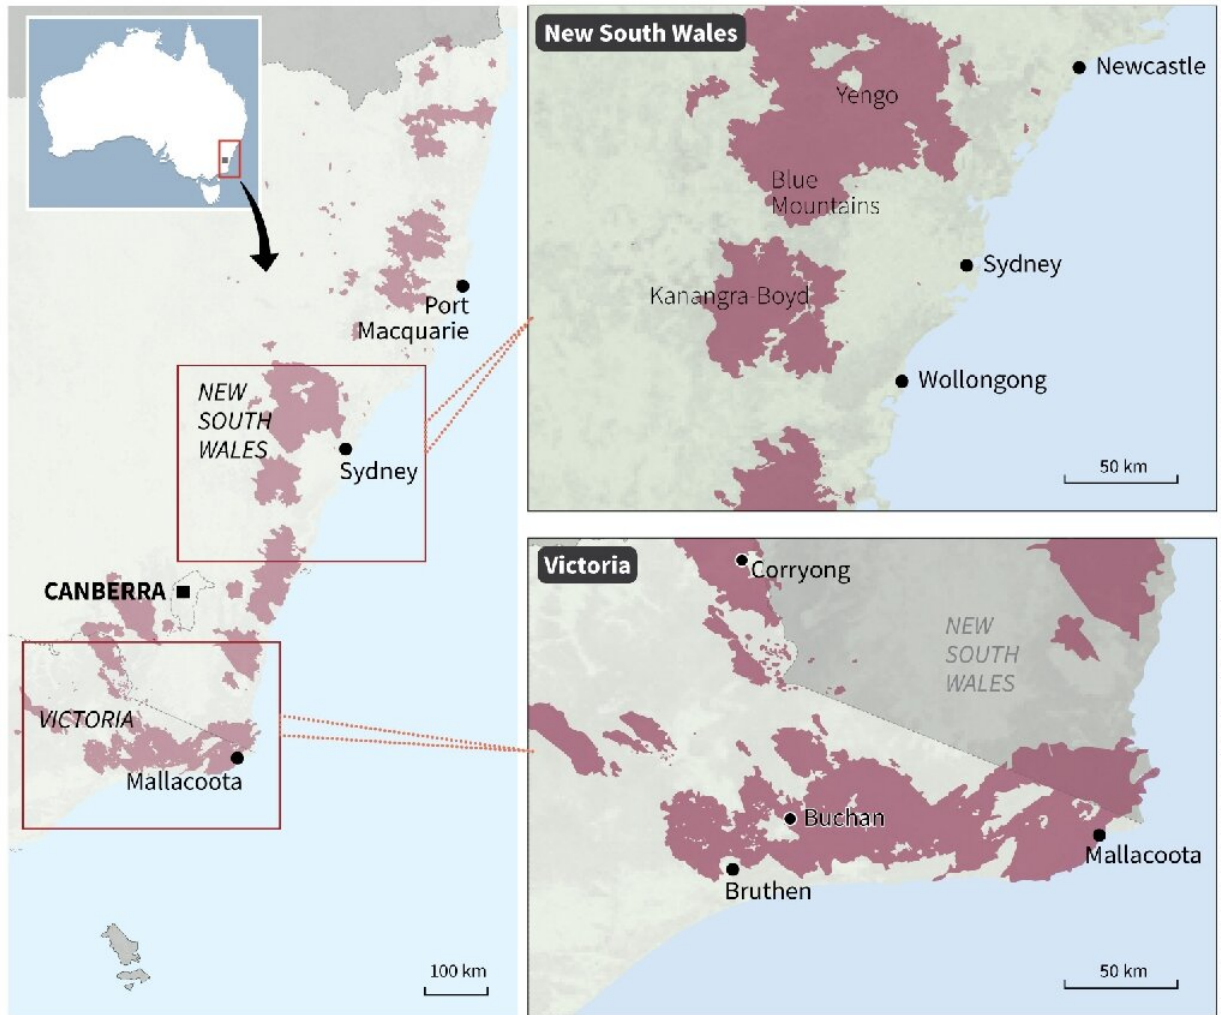 Port
Macquarie
NEW
SOUTH
WALES
Sydney
CANBERRA
VICTORIA
Mallacoota
100 km
New South Wales
Newcastle
Yengo
Blue
Mountains
Sydney
Kanangra-Boyd
Wollongong
50 km
Victoria
Corryong
NEW
SOUTH
WALES
Buchan
Mallacoota
Bruthen
50 km